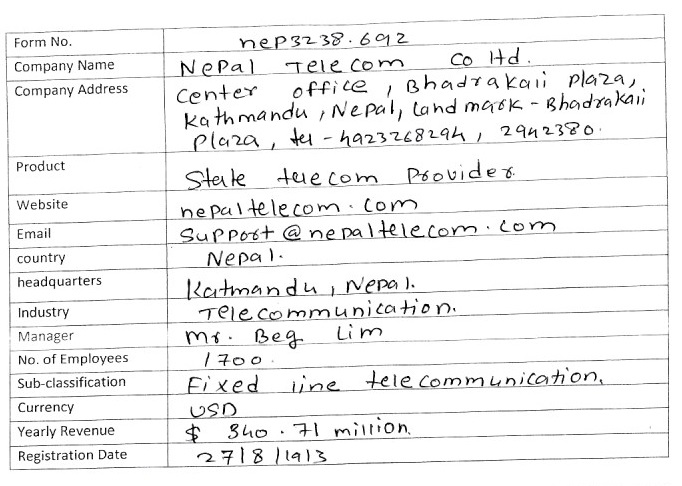 Form No. nep3238.692
Company Name Nepal Telecom Co ltd.
Company Address Center office, Bhadrakali Plaza,
Kathmandu, Nepal, land mark - Bhadrakali
Plaza, tel - 4923268294, 2942380.
Product State telecom Provider.
Website nepaltelecom.com
Email Support@nepaltelecom.com
country Nepal.
headquarters Katmandu, Nepal.
Industry Telecommunication.
Manager Mr. Beg Lim
No. of Employees 1700.
Sub-classification Fixed line telecommunication.
Currency USD
Yearly Revenue $ 340.71 million.
Registration Date 27/8/1913